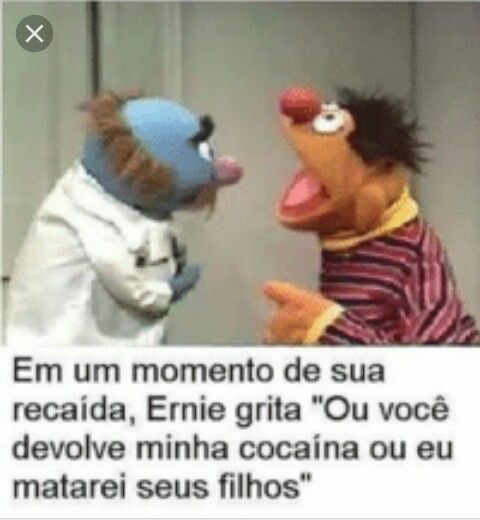 Em um momento de sua
recaída, Ernie grita "Ou você
devolve minha cocaína ou eu
matarei seus filhos"